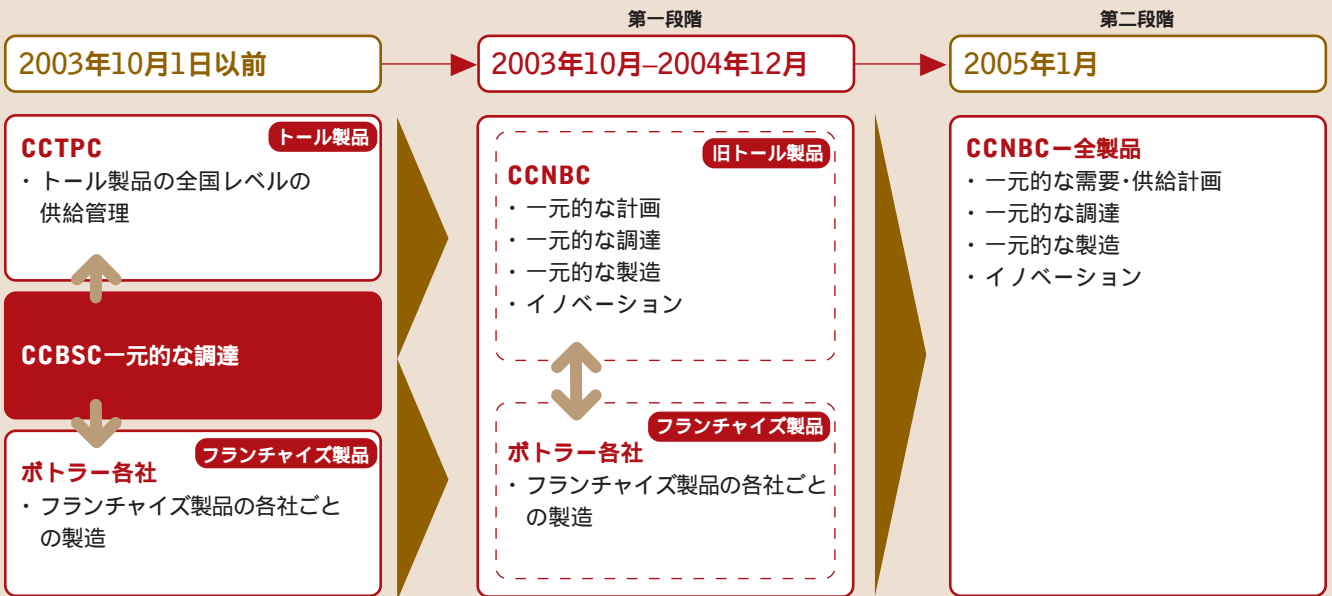 第一段階
第二段階
2003年10月1日以前
2003年10月–2004年12月
2005年1月
トール製品
CCTPC
・トール製品の全国レベルの
供給管理
CCBSCー元的な調達
フランチャイズ製品
ボトラー各社
・フランチャイズ製品の各社ごと
の製造
旧トール製品
CCNBC
・一元的な計画
・一元的な調達
・一元的な製造
・イノベーション
フランチャイズ製品
ボトラー各社
・フランチャイズ製品の各社ごと
の製造
CCNBCー全製品
・一元的な需要・供給計画
・一元的な調達
・一元的な製造
・イノベーション